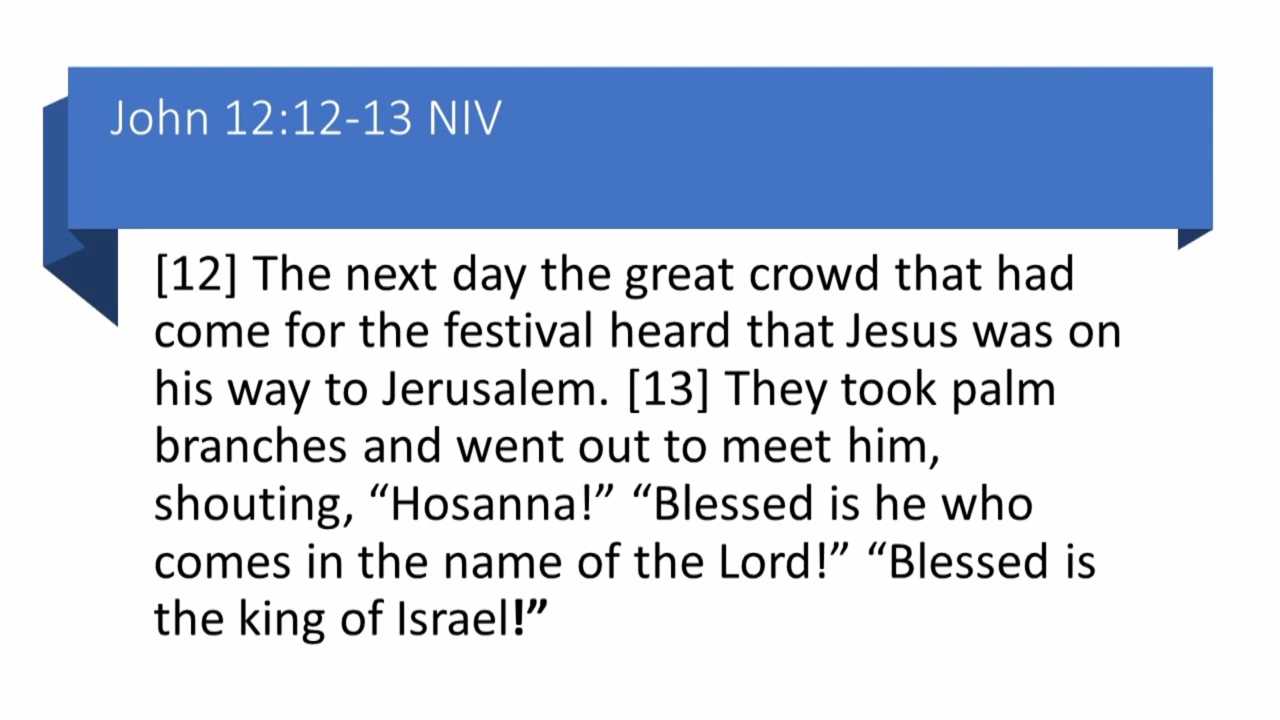 John 12:12-13 NIV
[12] The next day the great crowd that had
come for the festival heard that Jesus was on
his way to Jerusalem. [13] They took palm
branches and went out to meet him,
shouting, “Hosanna!” “Blessed is he who
comes in the name of the Lord!” “Blessed is
the king of Israel!”